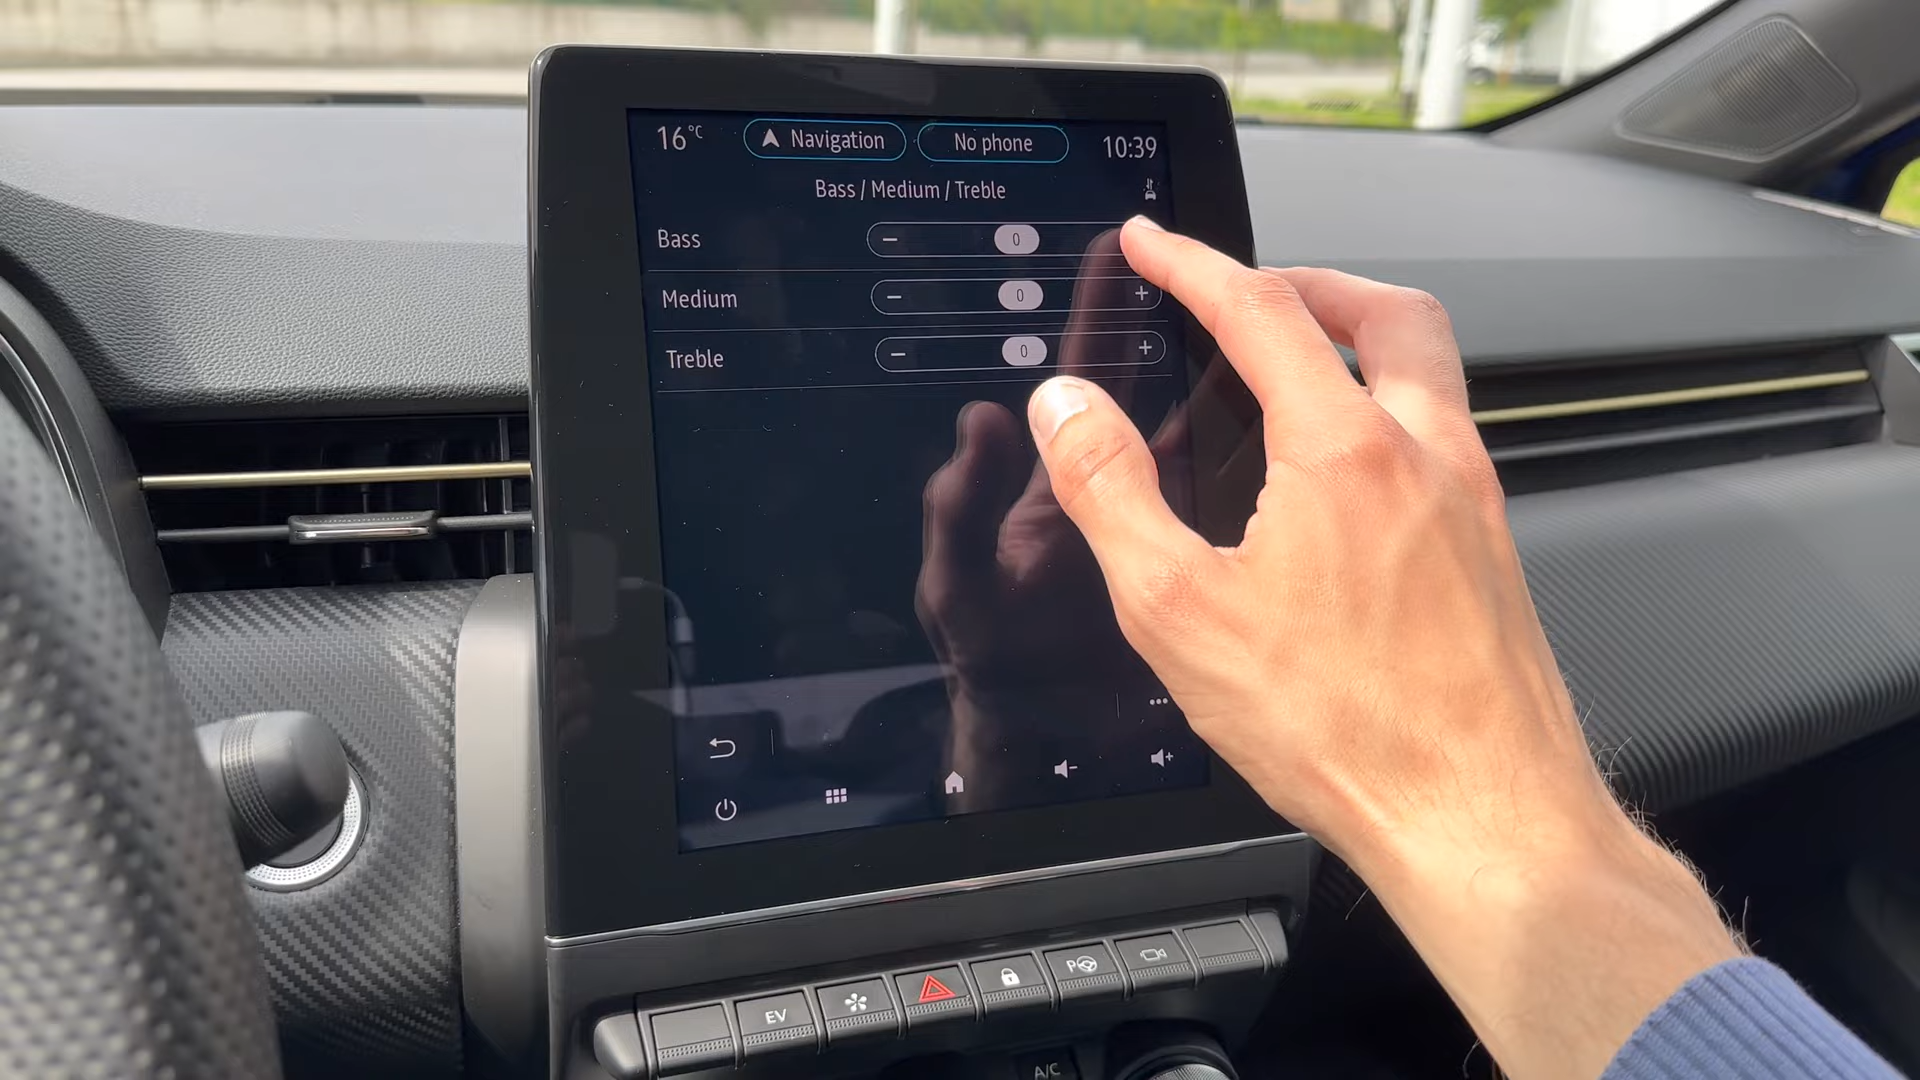 16°C Navigation No phone 10:39
Bass / Medium / Treble
Bass − 0
Medium − 0 +
Treble − 0 +
EV
P
A/C